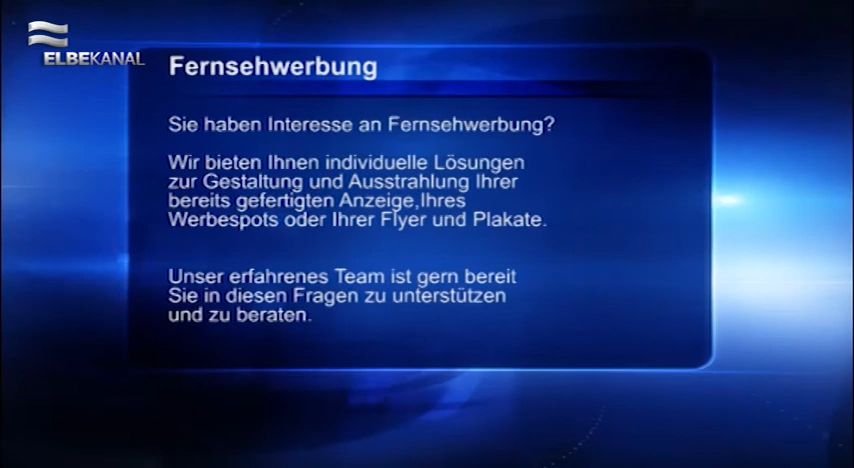 ELBEKANAL
Fernsehwerbung
Sie haben Interesse an Fernsehwerbung?
Wir bieten Ihnen individuelle Lösungen
zur Gestaltung und Ausstrahlung Ihrer
bereits gefertigten Anzeige,Ihres
Werbespots oder Ihrer Flyer und Plakate.
Unser erfahrenes Team ist gern bereit
Sie in diesen Fragen zu unterstützen
und zu beraten.